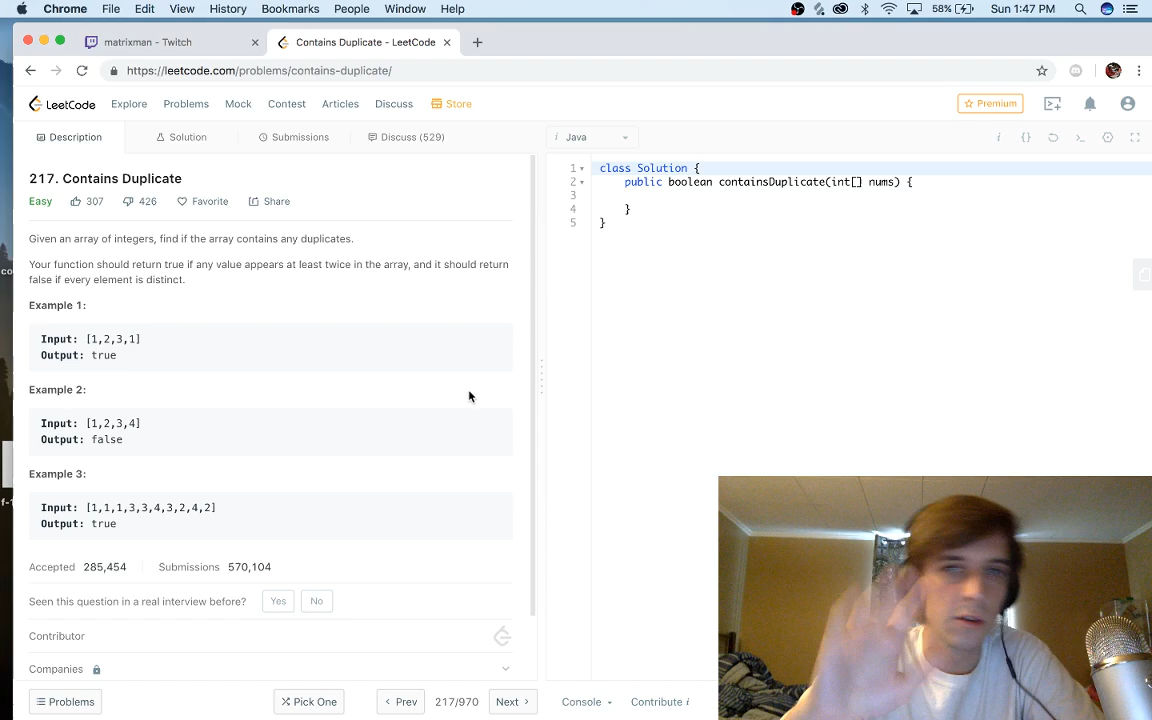 Chrome File Edit View History Bookmarks People Window Help 58% Sun 1:47 PM
matrixman - Twitch Contains Duplicate - LeetCode
https://leetcode.com/problems/contains-duplicate/
LeetCode Explore Problems Mock Contest Articles Discuss Store Premium
Description Solution Submissions Discuss (529) i Java i {} >_
217. Contains Duplicate
Easy 307 426 Favorite Share
Given an array of integers, find if the array contains any duplicates.
Your function should return true if any value appears at least twice in the array, and it should return
false if every element is distinct.
Example 1:
Input: [1,2,3,1]
Output: true
Example 2:
Input: [1,2,3,4]
Output: false
Example 3:
Input: [1,1,1,3,3,4,3,2,4,2]
Output: true
Accepted 285,454 Submissions 570,104
Seen this question in a real interview before? Yes No
Contributor
Companies
Problems Pick One Prev 217/970 Next Console Contribute i
1 class Solution {
2 public boolean containsDuplicate(int[] nums) {
3
4 }
5 }